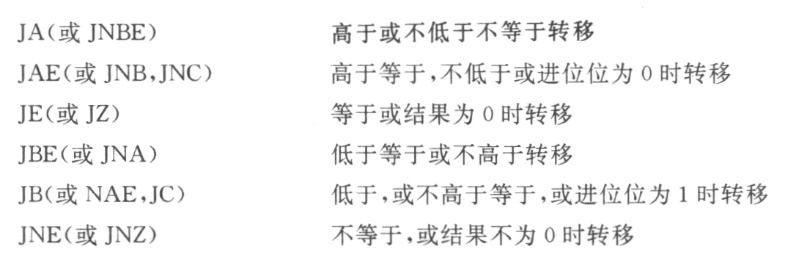 JA(或 JNBE) 高于或不低于不等于转移
JAE(或 JNB,JNC) 高于等于,不低于或进位位为 0 时转移
JE(或 JZ) 等于或结果为 0 时转移
JBE(或 JNA) 低于等于或不高于转移
JB(或 NAE,JC) 低于,或不高于等于,或进位位为 1 时转移
JNE(或 JNZ) 不等于,或结果不为 0 时转移